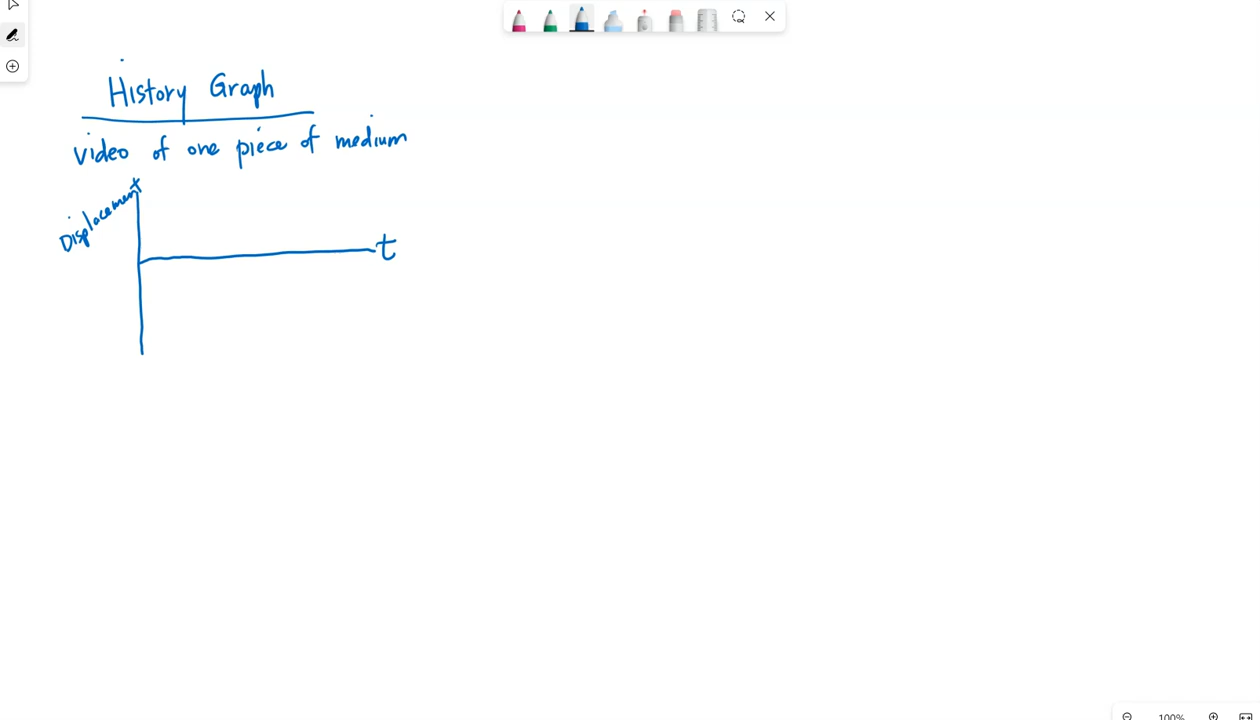 History Graph
video of one piece of medium
Displacement
t
100%